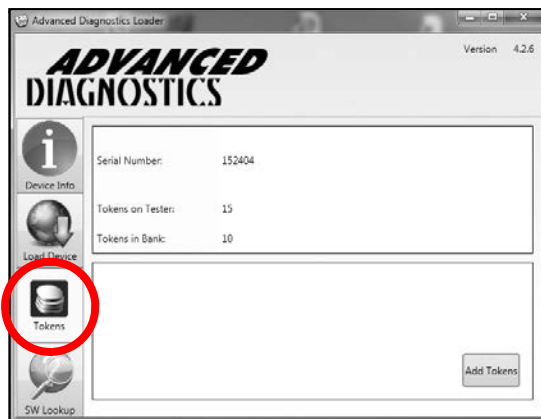 Advanced Diagnostics Loader
Version 4.2.6
ADVANCED
DIAGNOSTICS
Device Info
Serial Number: 152404
Load Device
Tokens on Tester: 15
Tokens in Bank: 10
Tokens
Add Tokens
SW Lookup